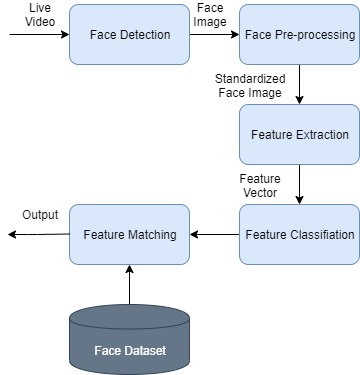 Live
Video
Face Detection
Face
Image
Face Pre-processing
Standardized
Face Image
Feature Extraction
Feature
Vector
Feature Classifiation
Feature Matching
Output
Face Dataset